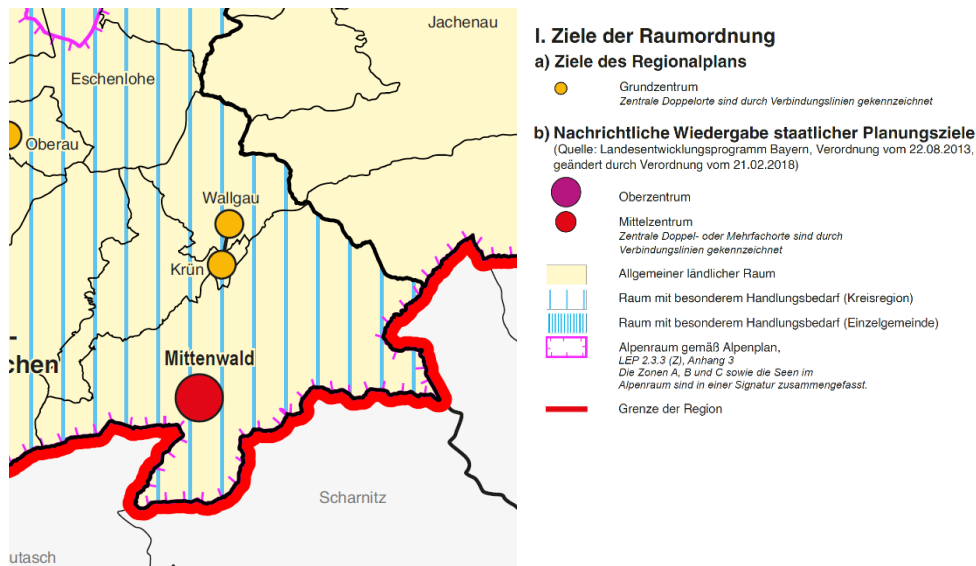 Jachenau
Eschenlohe
Oberau
Wallgau
Krün
-
chen
Mittenwald
Scharnitz
utasch
I. Ziele der Raumordnung
a) Ziele des Regionalplans
Grundzentrum
Zentrale Doppelorte sind durch Verbindungslinien gekennzeichnet
b) Nachrichtliche Wiedergabe staatlicher Planungsziele
(Quelle: Landesentwicklungsprogramm Bayern, Verordnung vom 22.08.2013,
geändert durch Verordnung vom 21.02.2018)
Oberzentrum
Mittelzentrum
Zentrale Doppel- oder Mehrfachorte sind durch
Verbindungslinien gekennzeichnet
Allgemeiner ländlicher Raum
Raum mit besonderem Handlungsbedarf (Kreisregion)
Raum mit besonderem Handlungsbedarf (Einzelgemeinde)
Alpenraum gemäß Alpenplan,
LEP 2.3.3 (Z), Anhang 3
Die Zonen A, B und C sowie die Seen im
Alpenraum sind in einer Signatur zusammengefasst.
Grenze der Region